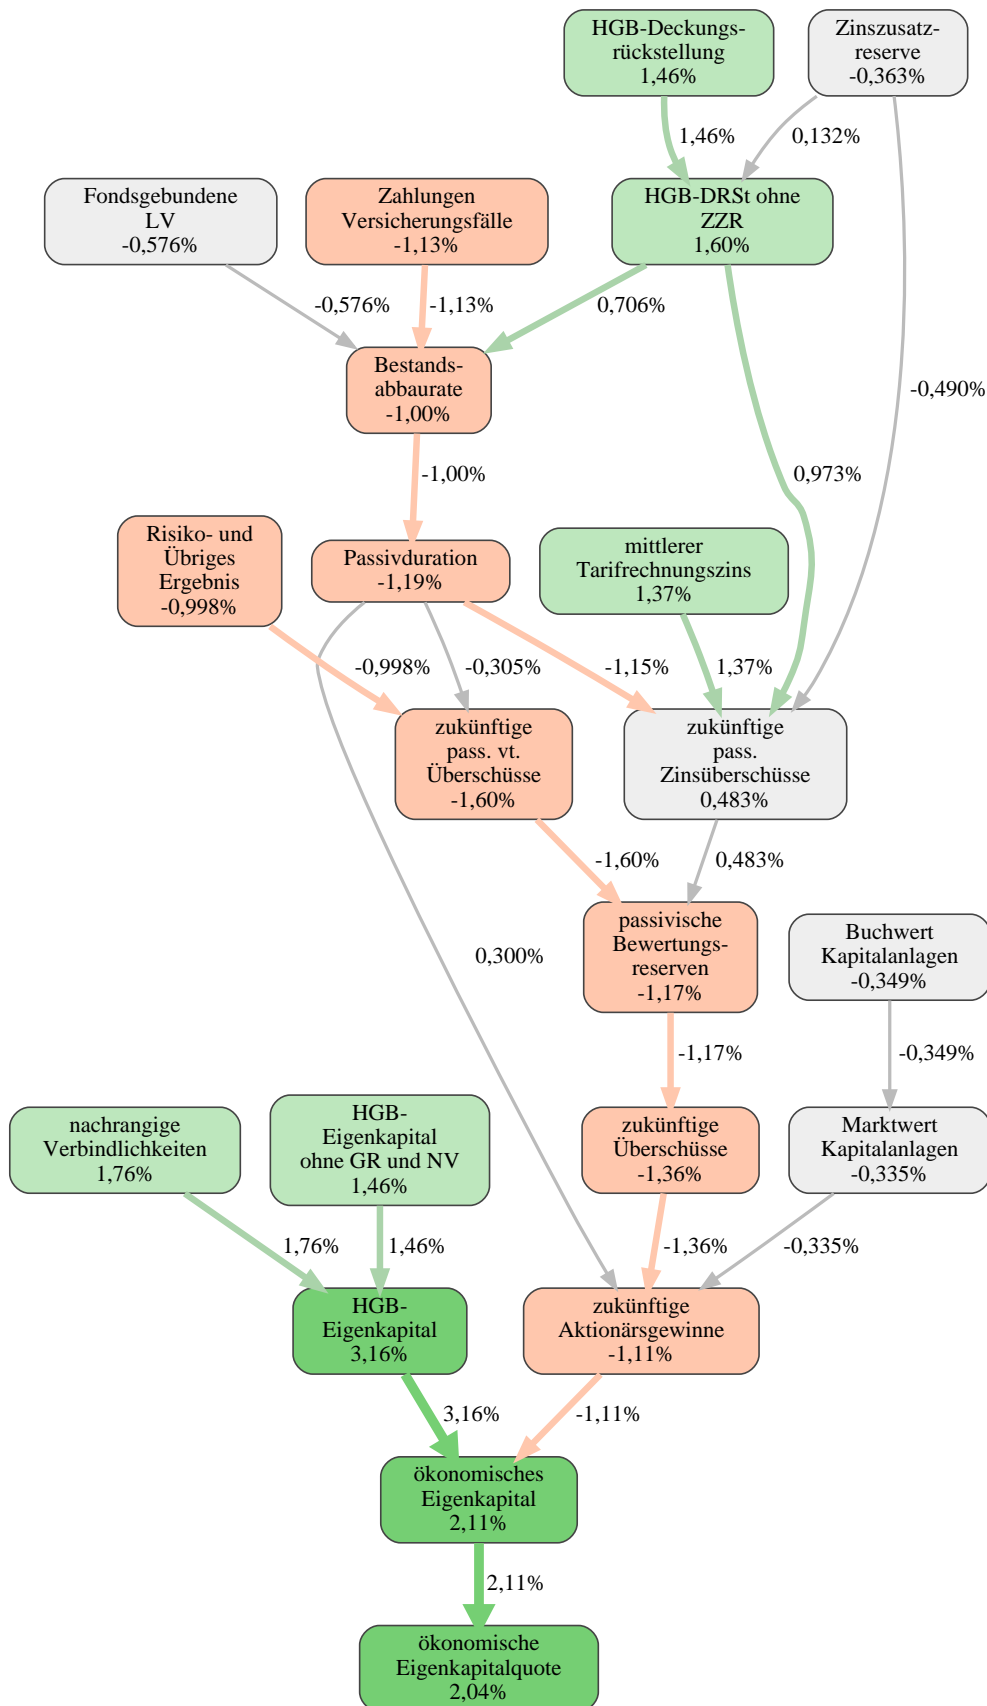 HGB-Deckungs-
rückstellung
1,46%
Zinszusatz-
reserve
-0,363%
1,46%
0,132%
Fondsgebundene
LV
-0,576%
Zahlungen
Versicherungsfälle
-1,13%
HGB-DRSt ohne
ZZR
1,60%
-0,576%
-1,13%
0,706%
Bestands-
abbaurate
-1,00%
-0,490%
-1,00%
0,973%
Risiko- und
Übriges
Ergebnis
-0,998%
Passivduration
-1,19%
mittlerer
Tarifrechnungszins
1,37%
-0,998%
-0,305%
-1,15%
1,37%
zukünftige
pass. vt.
Überschüsse
-1,60%
zukünftige
pass.
Zinsüberschüsse
0,483%
-1,60%
0,483%
0,300%
passivische
Bewertungs-
reserven
-1,17%
Buchwert
Kapitalanlagen
-0,349%
-1,17%
-0,349%
nachrangige
Verbindlichkeiten
1,76%
HGB-
Eigenkapital
ohne GR und NV
1,46%
zukünftige
Überschüsse
-1,36%
Marktwert
Kapitalanlagen
-0,335%
1,76%
1,46%
-1,36%
-0,335%
HGB-
Eigenkapital
3,16%
zukünftige
Aktionärsgewinne
-1,11%
3,16%
-1,11%
ökonomisches
Eigenkapital
2,11%
2,11%
ökonomische
Eigenkapitalquote
2,04%